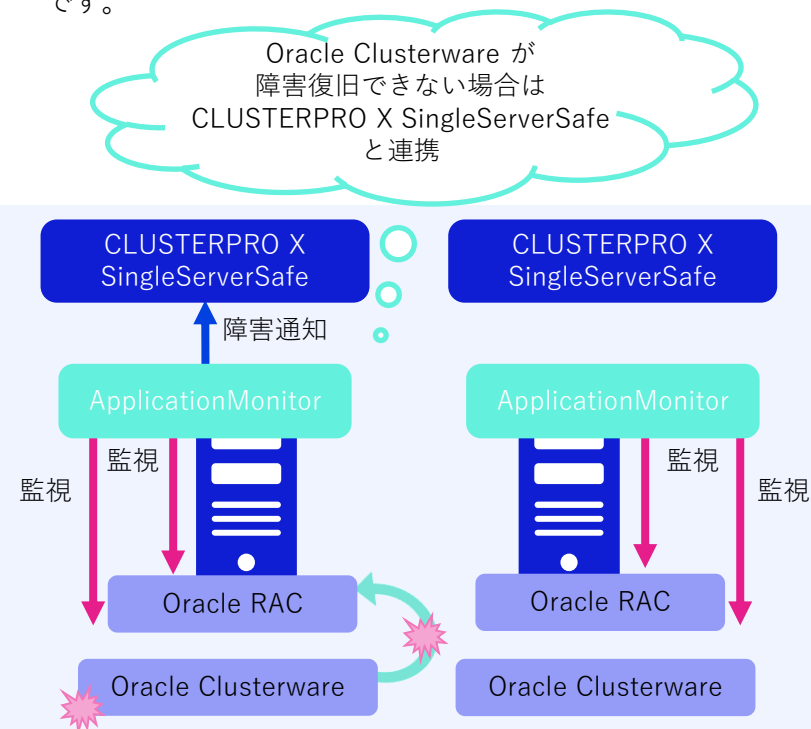 です。
Oracle Clusterware が
障害復旧できない場合は
CLUSTERPRO X SingleServerSafe
と連携
CLUSTERPRO X
SingleServerSafe
CLUSTERPRO X
SingleServerSafe
障害通知
ApplicationMonitor
ApplicationMonitor
監視
監視
監視
監視
Oracle RAC
Oracle RAC
Oracle Clusterware
Oracle Clusterware